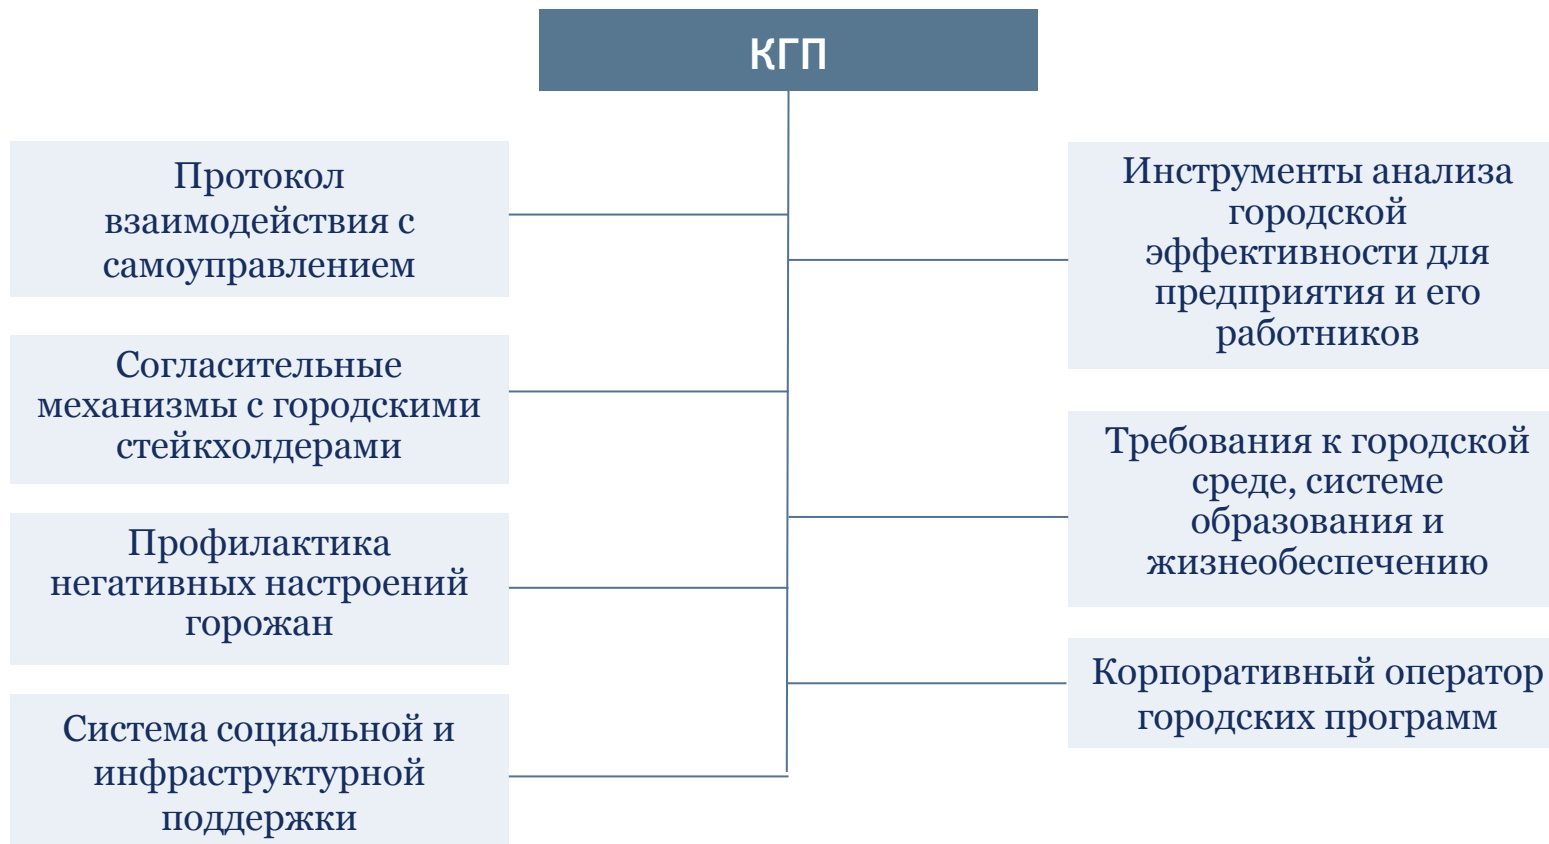 КГП
Протокол
взаимодействия с
самоуправлением
Согласительные
механизмы с городскими
стейкхолдерами
Профилактика
негативных настроений
горожан
Система социальной и
инфраструктурной
поддержки
Инструменты анализа
городской
эффективности для
предприятия и его
работников
Требования к городской
среде, системе
образования и
жизнеобеспечению
Корпоративный оператор
городских программ